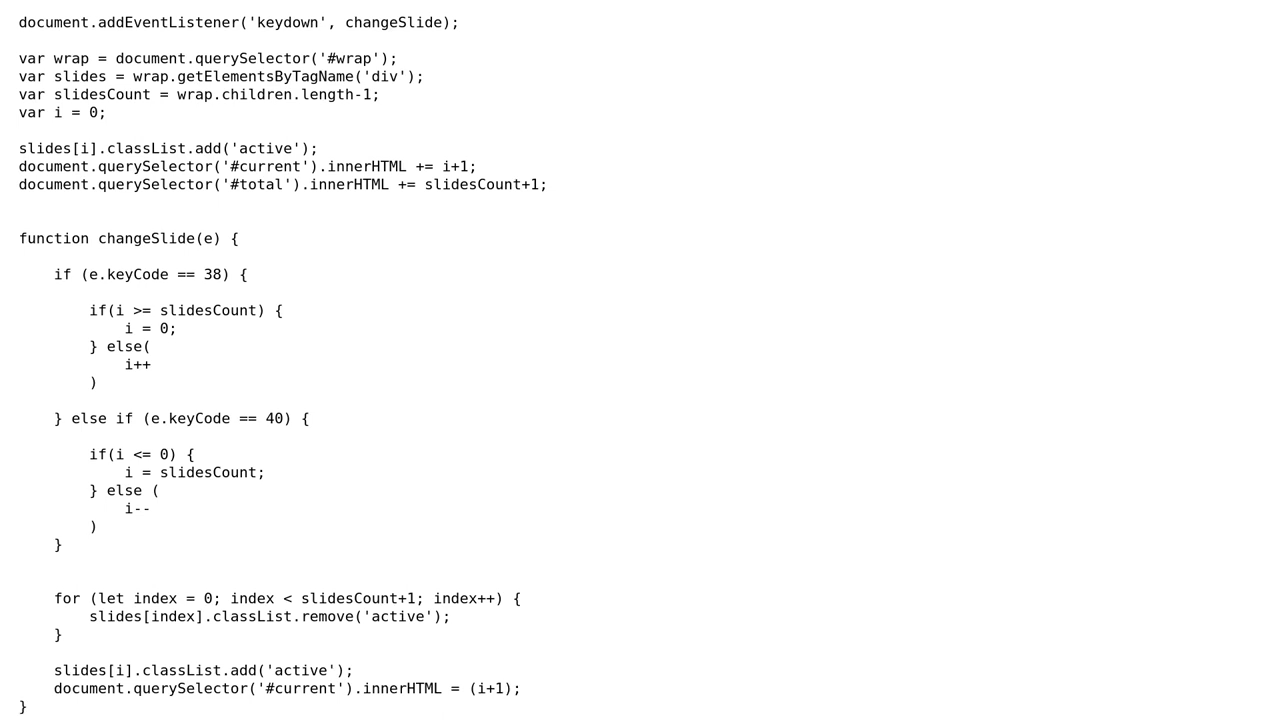 document.addEventListener('keydown', changeSlide);
var wrap = document.querySelector('#wrap');
var slides = wrap.getElementsByTagName('div');
var slidesCount = wrap.children.length-1;
var i = 0;
slides[i].classList.add('active');
document.querySelector('#current').innerHTML += i+1;
document.querySelector('#total').innerHTML += slidesCount+1;
function changeSlide(e) {
    if (e.keyCode == 38) {
        if(i >= slidesCount) {
            i = 0;
        } else(
            i++
        )
    } else if (e.keyCode == 40) {
        if(i <= 0) {
            i = slidesCount;
        } else (
            i--
        )
    }
    for (let index = 0; index < slidesCount+1; index++) {
        slides[index].classList.remove('active');
    }
    slides[i].classList.add('active');
    document.querySelector('#current').innerHTML = (i+1);
}